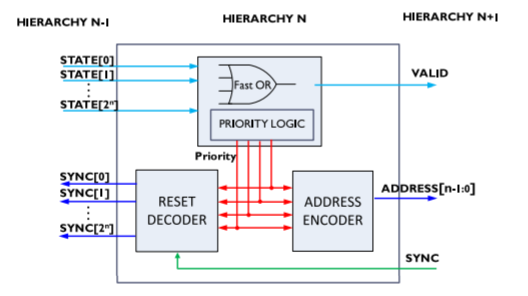 HIERARCHY N-1
HIERARCHY N
HIERARCHY N+1
STATE[0]
STATE[1]
STATE[2ⁿ]
Fast OR
VALID
PRIORITY LOGIC
Priority
SYNC[0]
SYNC[1]
SYNC[2ⁿ]
RESET
DECODER
ADDRESS
ENCODER
ADDRESS[n-1:0]
SYNC